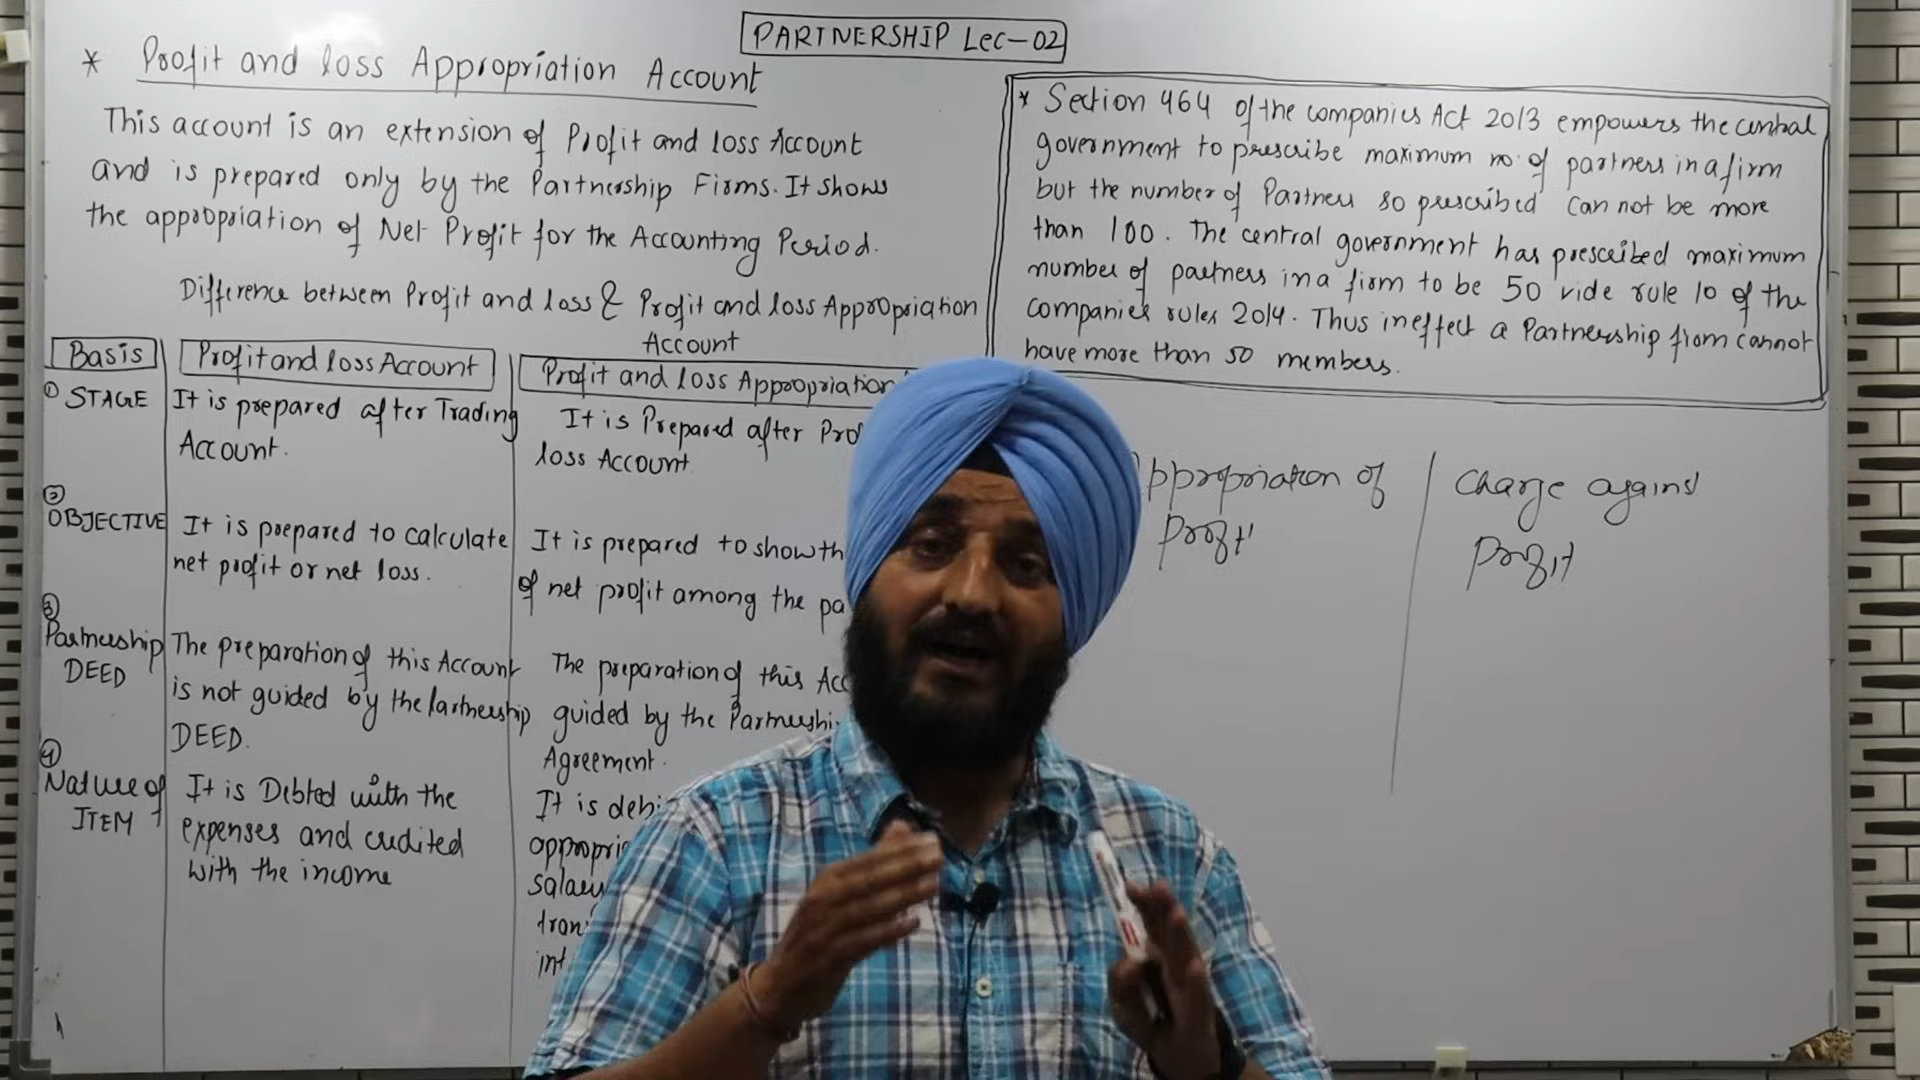 PARTNERSHIP Lec-02
* Profit and loss Appropriation Account
This account is an extension of Profit and loss Account
and is prepared only by the Partnership Firms. It shows
the appropriation of Net Profit for the Accounting Period.
Difference between Profit and loss & Profit and loss Appropriation
Account
Basis
Profit and loss Account
Profit and loss Appropriation
① STAGE
It is prepared after Trading
Account.
It is Prepared after Pro
loss Account
②
OBJECTIVE
It is prepared to calculate
net profit or net loss.
It is prepared to show th
of net profit among the pa
③
Partnership
DEED
The preparation of this Account
is not guided by the Partnership
DEED.
The preparation of this Acc
guided by the Partnershi
Agreement.
④
Nature of
ITEM
It is Debted with the
expenses and credited
with the income
It is debi
appropri
Salary
tran
int
* Section 464 of the companies Act 2013 empowers the central
government to prescribe maximum no. of partners in a firm
but the number of Partners so prescribed can not be more
than 100. The central government has prescribed maximum
number of partners in a firm to be 50 vide rule 10 of the
companies rules 2014. Thus in effect a Partnership from cannot
have more than 50 members.
ppropriation of
Profit
Charge against
Profit